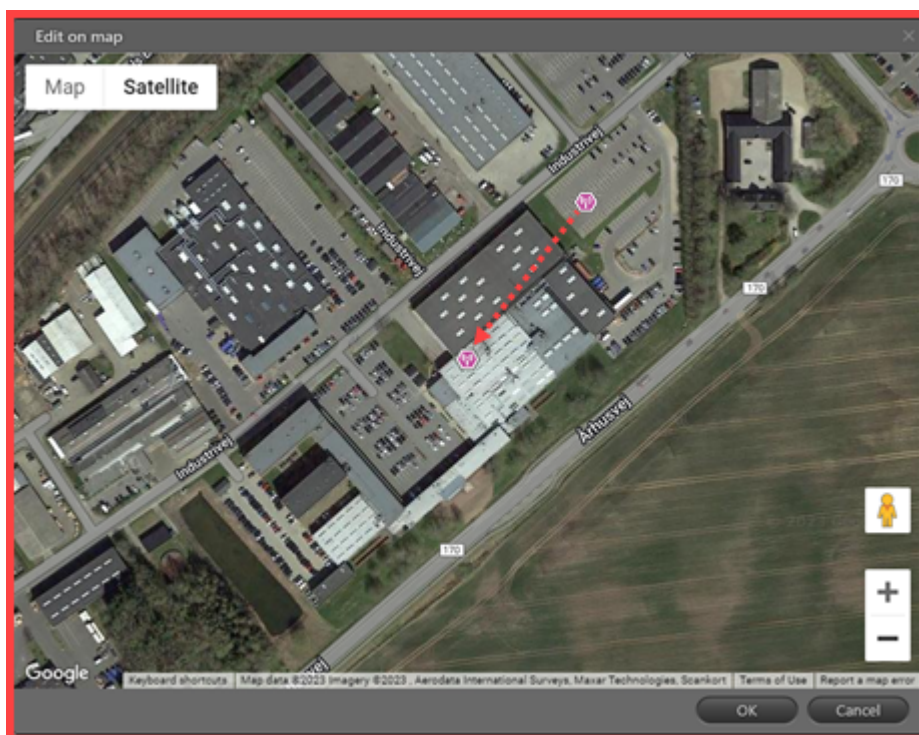 Edit on map
Map
Satellite
Industrivej
170
Industrivej
170
Århusvej
Industrivej
170
Google
Keyboard shortcuts
Map data ©2023 Imagery ©2023 , Aerodata International Surveys, Maxar Technologies, Scankort
Terms of Use
Report a map error
OK
Cancel